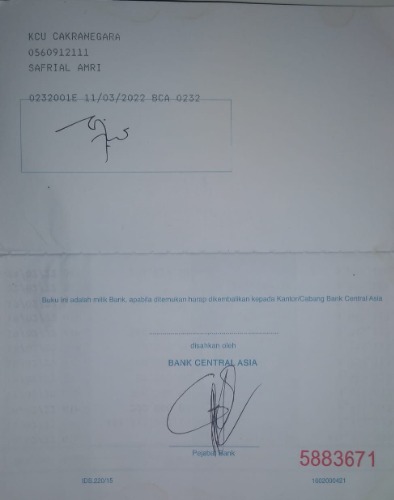 KCU CAKRANEGARA
0560912111
SAFRIAL AMRI
0232001E 11/03/2022 BCA 0232
Buku ini adalah milik Bank, apabila ditemukan harap dikembalikan kepada Kantor/Cabang Bank Central Asia
disahkan oleh
BANK CENTRAL ASIA
Pejabat Bank
5883671